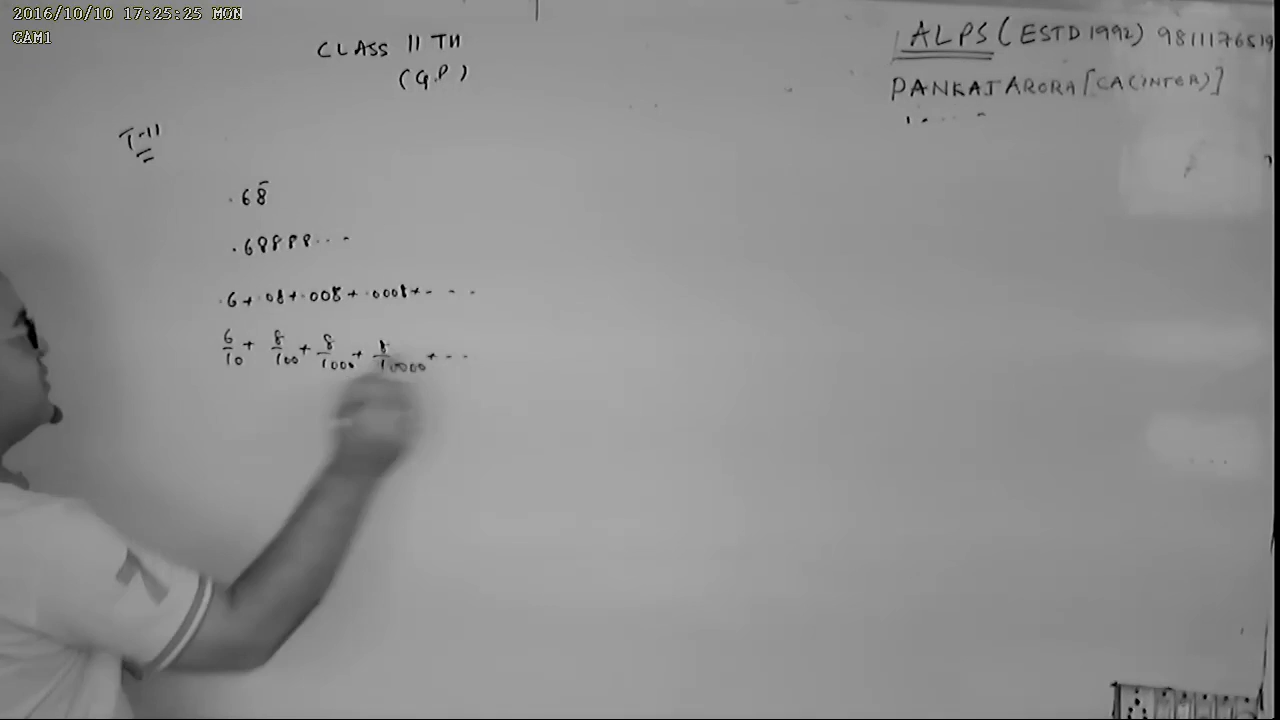 2016/10/10 17:25:25 MON
CAM1
CLASS 11 TH
(G.P)
ALPS (ESTD 1992) 9811176519
PANKAJ ARORA [CA(INTER)]
T-11
.68̄
.68888...
.6+.08+.008+.0008+- - -
6/10 + 8/100 + 8/1000 + 8/10000 + - -